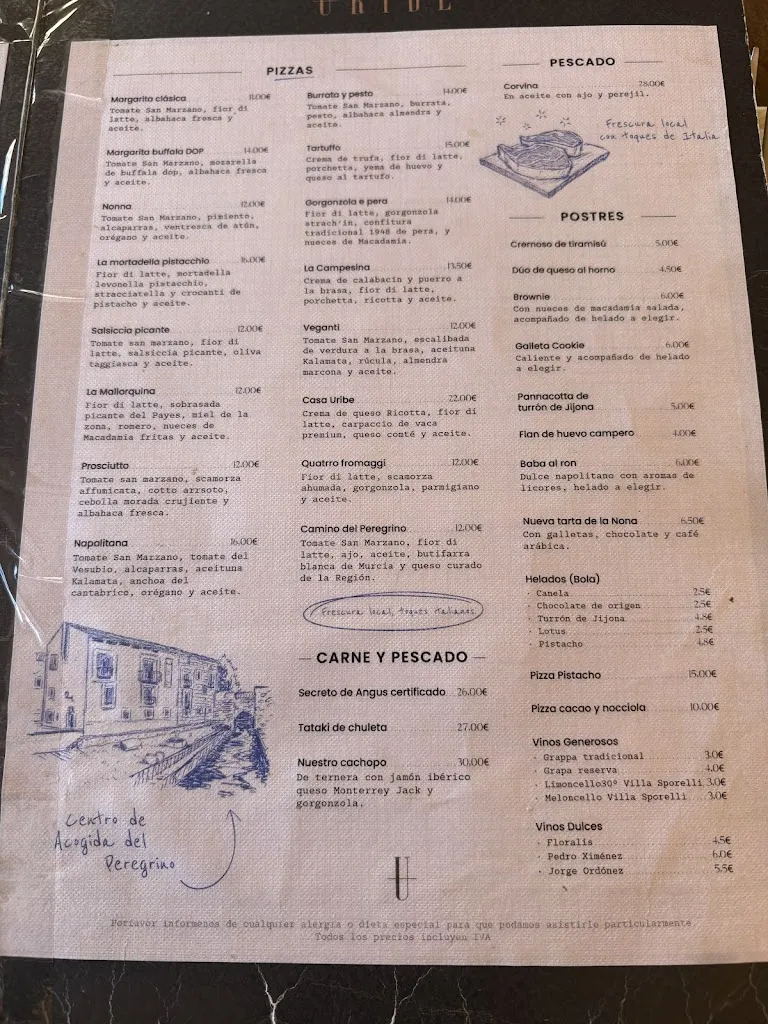 URIBE
PIZZAS
Margarita clásica 11.00€
Tomate San Marzano, fior di
latte, albahaca fresca y
aceite.
Margarita buffala DOP 14.00€
Tomate San Marzano, mozarella
de buffala dop, albahaca fresca
y aceite.
Nonna 12.00€
Tomate San Marzano, pimiento,
alcaparras, ventresca de atún,
orégano y aceite.
La mortadella pistacchio 16.00€
Fior di latte, mortadella
levonella pistacchio,
stracciatella y crocanti de
pistacho y aceite.
Salsiccia picante 12.00€
Tomate san marzano, fior di
latte, salsiccia picante, oliva
taggiasca y aceite.
La Mallorquina 12.00€
Fior di latte, sobrasada
picante del Payes, miel de la
zona, romero, nueces de
Macadamia fritas y aceite.
Prosciutto 12.00€
Tomate san marzano, scamorza
affumicata, cotto arrsoto,
cebolla morada crujiente y
albahaca fresca.
Napolitana 16.00€
Tomate San Marzano, tomate del
Vesubio, alcaparras, aceituna
Kalamata, anchoa del
cantabrico, orégano y aceite.
Centro de
Acogida del
Peregrino
Burrata y pesto 14.00€
Tomate San Marzano, burrata,
pesto, albahaca almendra y
aceite.
Tartuffo 15.00€
Crema de trufa, fior di latte,
porchetta, yema de huevo y
queso al tartufo.
Gorgonzola e pera 14.00€
Fior di latte, gorgonzola
strach'in, confitura
tradicional 1948 de pera, y
nueces de Macadamia.
La Campesina 13.50€
Crema de calabacín y puerro a
la brasa, fior di latte,
porchetta, ricotta y aceite.
Veganti 12.00€
Tomate San Marzano, escalibada
de verdura a la brasa, aceituna
Kalamata, rúcula, almendra
marcona y aceite.
Casa Uribe 22.00€
Crema de queso Ricotta, fior di
latte, carpaccio de vaca
premium, queso comté y aceite.
Quatrro fromaggi 12.00€
Fior di latte, scamorza
ahumada, gorgonzola, parmigiano
y aceite.
Camino del Peregrino 12.00€
Tomate San Marzano, fior di
latte, ajo, aceite, butifarra
blanca de Murcia y queso curado
de la Región.
Frescura local, toques italianos
CARNE Y PESCADO
Secreto de Angus certificado 26.00€
Tataki de chuleta 27.00€
Nuestro cachopo 30.00€
De ternera con jamón ibérico
queso Monterrey Jack y
gorgonzola.
PESCADO
Corvina 28.00€
En aceite con ajo y perejil.
Frescura local
con toques de Italia
POSTRES
Cremoso de tiramisú 5.00€
Dúo de queso al horno 4.50€
Brownie 6.00€
Con nueces de macadamia salada,
acompañado de helado a elegir.
Galleta Cookie 6.00€
Caliente y acompañado de helado
a elegir.
Pannacotta de
turrón de Jijona 5.00€
Flan de huevo campero 4.00€
Baba al ron 6.00€
Dulce napolitano con aromas de
licores, helado a elegir.
Nueva tarta de la Nona 6.50€
Con galletas, chocolate y café
arábica.
Helados (Bola)
· Canela 2.5€
· Chocolate de origen 2.5€
· Turrón de Jijona 4.8€
· Lotus 2.5€
· Pistacho 4.8€
Pizza Pistacho 15.00€
Pizza cacao y nocciola 10.00€
Vinos Generosos
· Grappa tradicional 3.0€
· Grapa reserva 4.0€
· Limoncello30º Villa Sporelli 3.0€
· Meloncello Villa Sporelli 3.0€
Vinos Dulces
· Floralis 4.5€
· Pedro Ximénez 6.0€
· Jorge Ordónez 5.5€
U
Porfavor informenos de cualquier alergia o dieta especial para que podamos asistirle particularmente
Todos los precios incluyen IVA